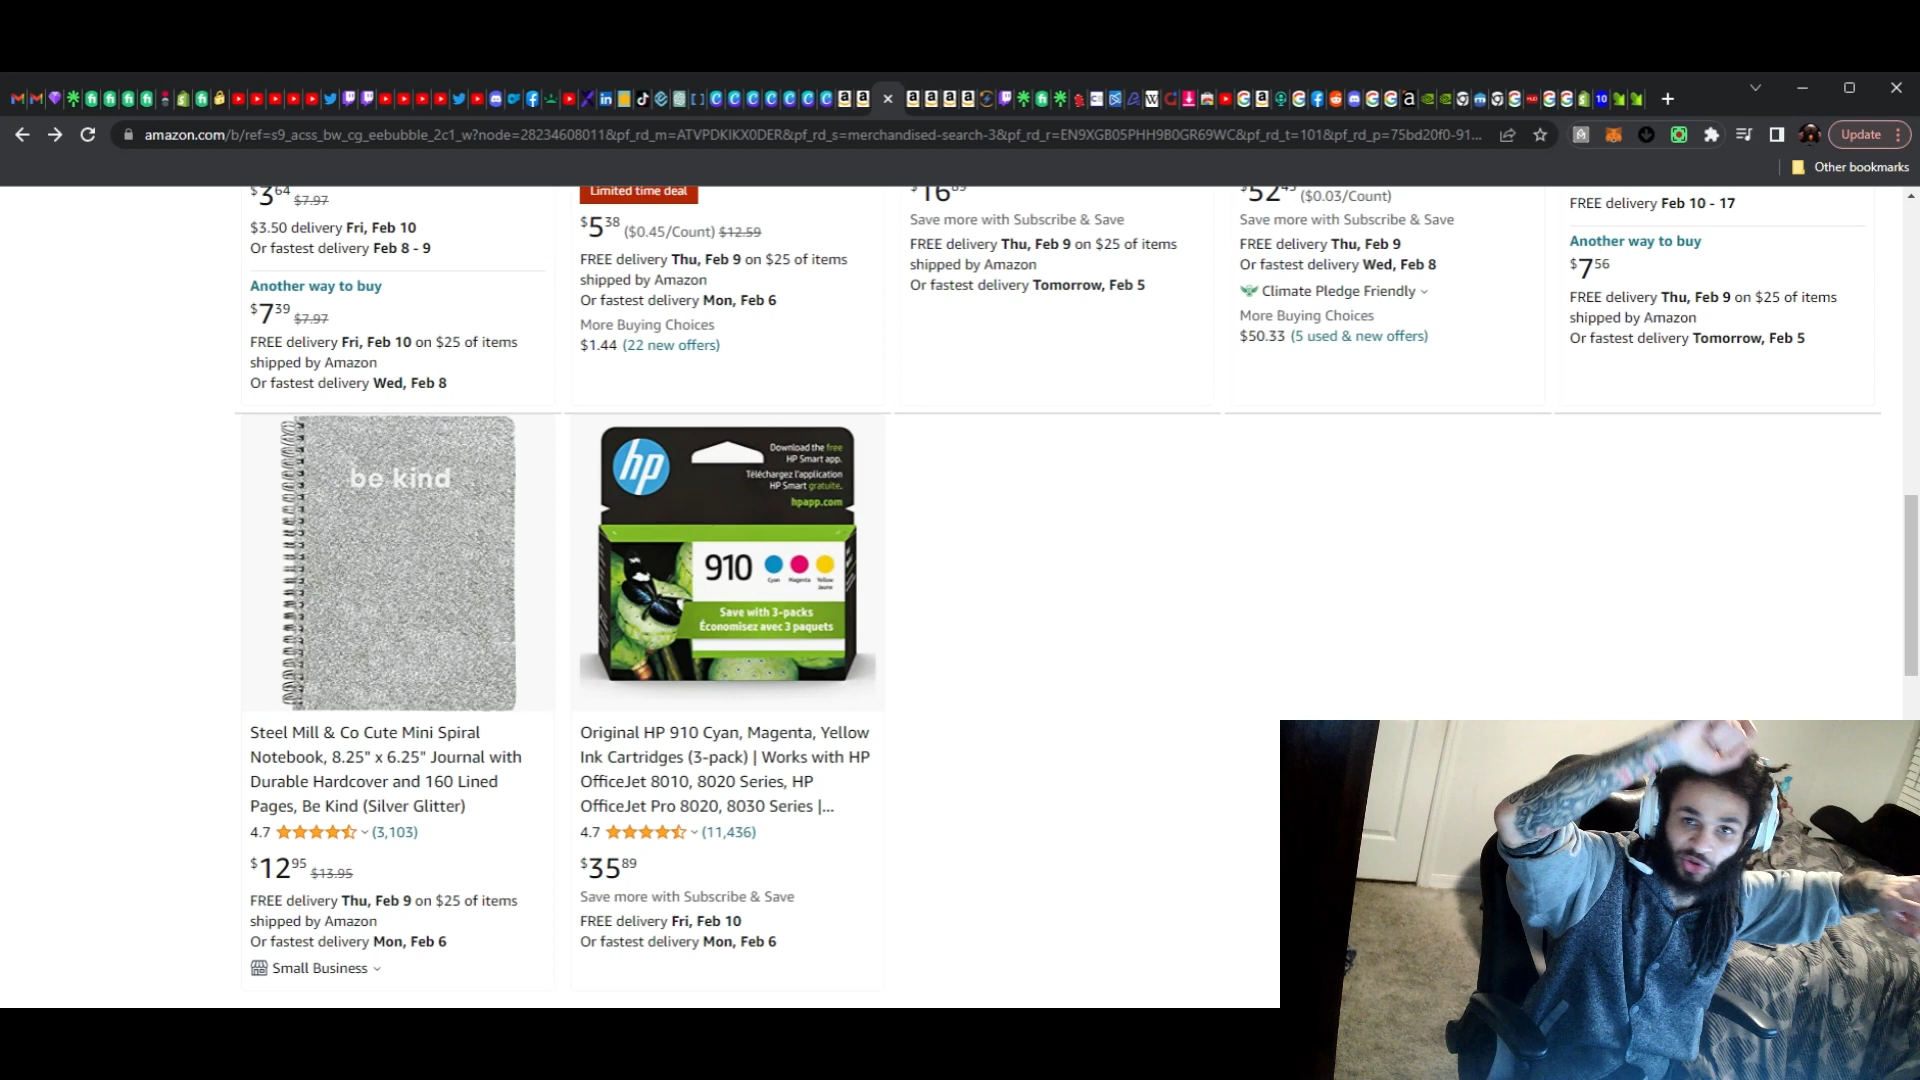 amazon.com/b/ref=s9_acss_bw_cg_eebubble_2c1_w?node=28234608011&pf_rd_m=ATVPDKIKX0DER&pf_rd_s=merchandised-search-3&pf_rd_r=EN9XGB05PHH9B0GR69WC&pf_rd_t=101&pf_rd_p=75bd20f0-91...
Update
Other bookmarks
$3.64 $7.97
$3.50 delivery Fri, Feb 10
Or fastest delivery Feb 8 - 9
Another way to buy
$7.39 $7.97
FREE delivery Fri, Feb 10 on $25 of items
shipped by Amazon
Or fastest delivery Wed, Feb 8
Limited time deal
$5.38 ($0.45/Count) $12.59
FREE delivery Thu, Feb 9 on $25 of items
shipped by Amazon
Or fastest delivery Mon, Feb 6
More Buying Choices
$1.44 (22 new offers)
Save more with Subscribe & Save
FREE delivery Thu, Feb 9 on $25 of items
shipped by Amazon
Or fastest delivery Tomorrow, Feb 5
($0.03/Count)
Save more with Subscribe & Save
FREE delivery Thu, Feb 9
Or fastest delivery Wed, Feb 8
Climate Pledge Friendly
More Buying Choices
$50.33 (5 used & new offers)
FREE delivery Feb 10 - 17
Another way to buy
$7.56
FREE delivery Thu, Feb 9 on $25 of items
shipped by Amazon
Or fastest delivery Tomorrow, Feb 5
be kind
Steel Mill & Co Cute Mini Spiral
Notebook, 8.25" x 6.25" Journal with
Durable Hardcover and 160 Lined
Pages, Be Kind (Silver Glitter)
4.7 (3,103)
$12.95 $13.95
FREE delivery Thu, Feb 9 on $25 of items
shipped by Amazon
Or fastest delivery Mon, Feb 6
Small Business
hp
Download the free
HP Smart app.
Téléchargez l'application
HP Smart gratuite.
hpapp.com
910
Cyan Magenta Yellow
Jaune
Save with 3-packs
Économisez avec 3 paquets
Original HP 910 Cyan, Magenta, Yellow
Ink Cartridges (3-pack) | Works with HP
OfficeJet 8010, 8020 Series, HP
OfficeJet Pro 8020, 8030 Series |...
4.7 (11,436)
$35.89
Save more with Subscribe & Save
FREE delivery Fri, Feb 10
Or fastest delivery Mon, Feb 6